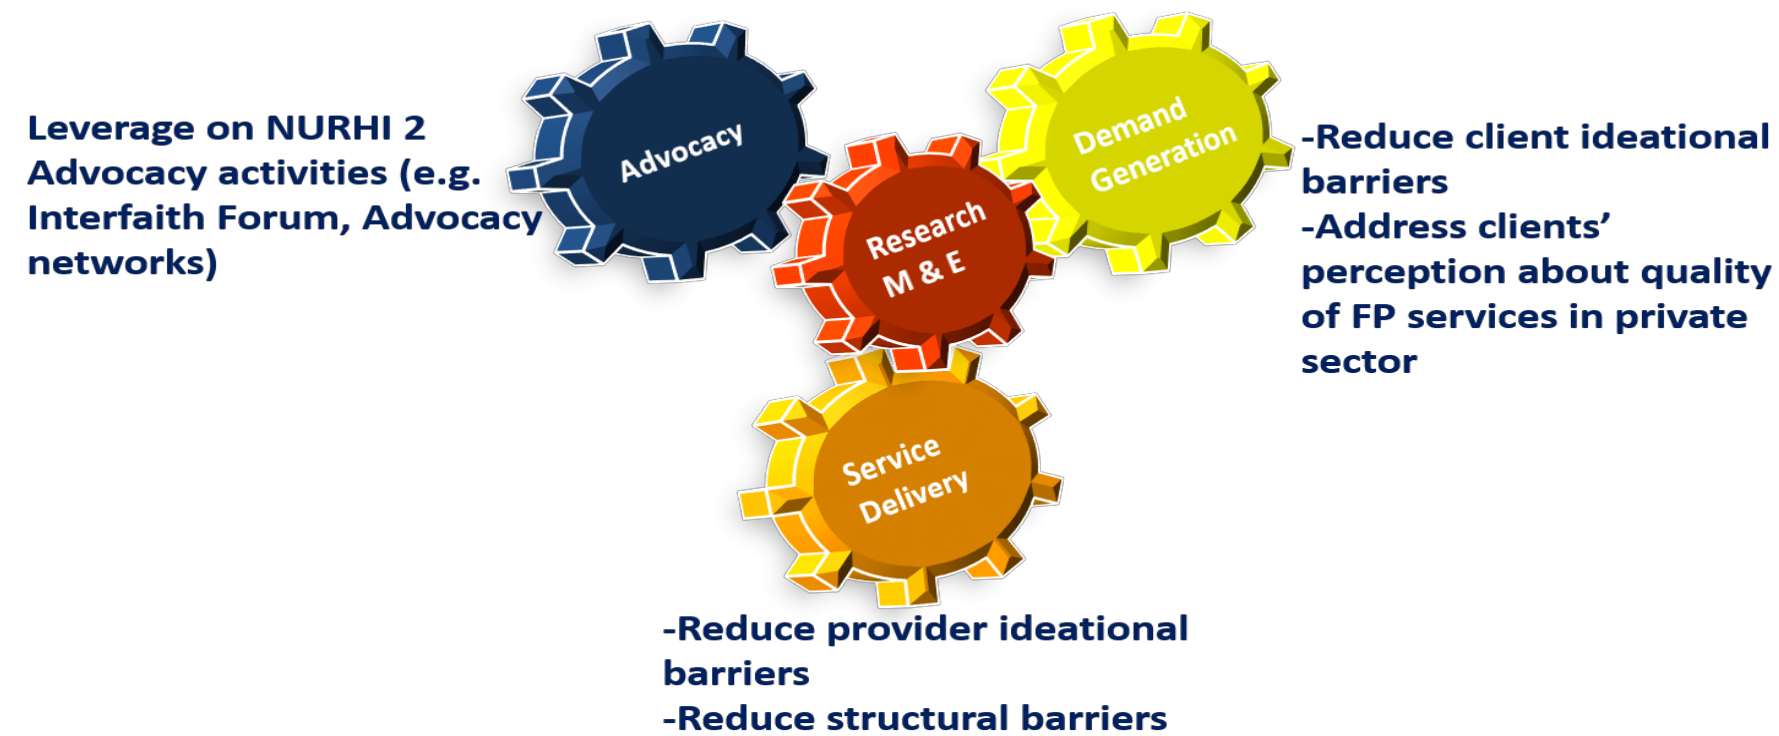 Leverage on NURHI 2
Advocacy activities (e.g.
Interfaith Forum, Advocacy
networks)
Advocacy
Research
M & E
Demand
Generation
-Reduce client ideational
barriers
-Address clients’
perception about quality
of FP services in private
sector
Service
Delivery
-Reduce provider ideational
barriers
-Reduce structural barriers